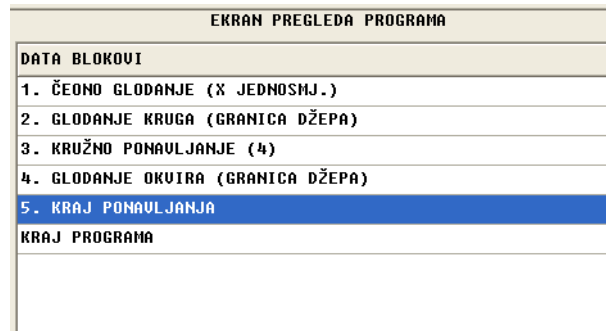 EKRAN PREGLEDA PROGRAMA
DATA BLOKOVI
1. ČEONO GLODANJE (X JEDNOSMJ.)
2. GLODANJE KRUGA (GRANICA DŽEPA)
3. KRUŽNO PONAVLJANJE (4)
4. GLODANJE OKVIRA (GRANICA DŽEPA)
5. KRAJ PONAVLJANJA
KRAJ PROGRAMA